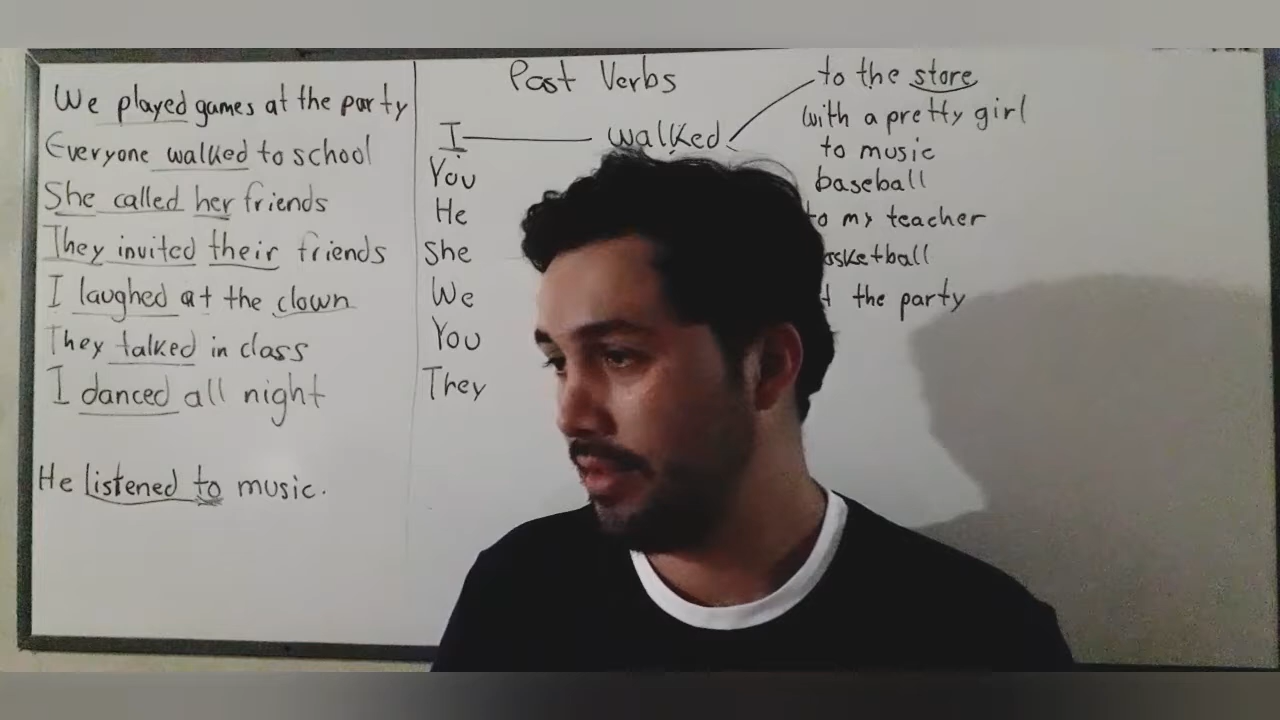 We played games at the party
Everyone walked to school
She called her friends
They invited their friends
I laughed at the clown
They talked in class
I danced all night
He listened to music.
Past Verbs
I walked
You
He
She
We
You
They
to the store
with a pretty girl
to music
baseball
to my teacher
the party